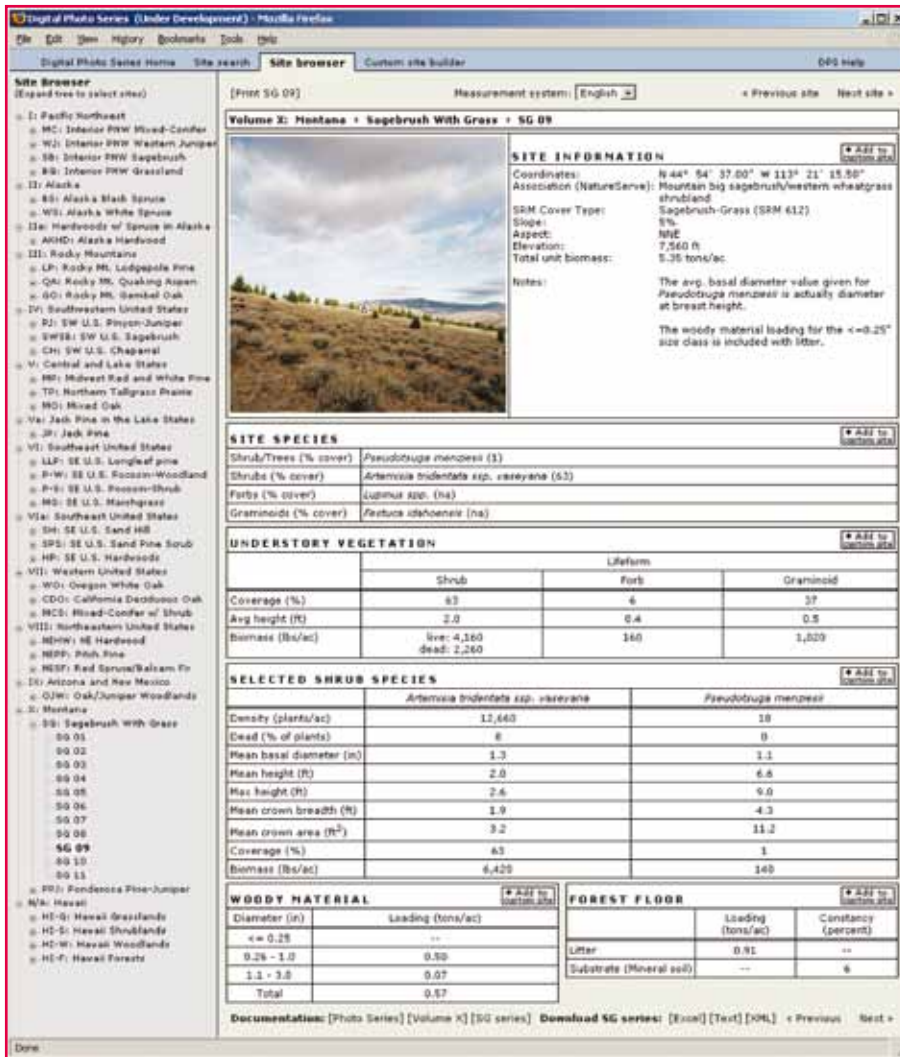 Digital Photo Series (Under Development) - Mozilla Firefox
File Edit View History Bookmarks Tools Help
Digital Photo Series Home Site search Site browser Custom site builder DPS Help
Site Browser
(Expand tree to select sites)
I: Pacific Northwest
MC: Interior PNW Mixed-Conifer
WJ: Interior PNW Western Juniper
SB: Interior PNW Sagebrush
BG: Interior PNW Grassland
II: Alaska
BS: Alaska Black Spruce
WS: Alaska White Spruce
IIa: Hardwoods w/ Spruce in Alaska
AKHD: Alaska Hardwood
III: Rocky Mountains
LP: Rocky Mt. Lodgepole Pine
QA: Rocky Mt. Quaking Aspen
GO: Rocky Mt. Gambel Oak
IV: Southwestern United States
PJ: SW U.S. Pinyon-Juniper
SWSB: SW U.S. Sagebrush
CH: SW U.S. Chaparral
V: Central and Lake States
MP: Midwest Red and White Pine
TP: Northern Tallgrass Prairie
MO: Mixed Oak
Va: Jack Pine in the Lake States
JP: Jack Pine
VI: Southeast United States
LLP: SE U.S. Longleaf pine
P-W: SE U.S. Pocosin-Woodland
P-S: SE U.S. Pocosin-Shrub
MG: SE U.S. Marshgrass
VIa: Southeast United States
SH: SE U.S. Sand Hill
SPS: SE U.S. Sand Pine Scrub
HP: SE U.S. Hardwoods
VII: Western United States
WO: Oregon White Oak
CDO: California Deciduous Oak
MCS: Mixed-Conifer w/ Shrub
VIII: Northeastern United States
NEHW: NE Hardwood
NEPP: Pitch Pine
NESF: Red Spruce/Balsam Fir
IX: Arizona and New Mexico
OJW: Oak/Juniper Woodlands
X: Montana
SG: Sagebrush With Grass
SG 01
SG 02
SG 03
SG 04
SG 05
SG 06
SG 07
SG 08
SG 09
SG 10
SG 11
PPJ: Ponderosa Pine-Juniper
N/A: Hawaii
HI-G: Hawaii Grasslands
HI-S: Hawaii Shrublands
HI-W: Hawaii Woodlands
HI-F: Hawaii Forests
[Print SG 09] Measurement system: English « Previous site Next site »
Volume X: Montana • Sagebrush With Grass • SG 09
SITE INFORMATION
Add to custom site
Coordinates: N 44° 54' 37.00" W 113° 21' 15.50"
Association (NatureServe): Mountain big sagebrush/western wheatgrass
shrubland
SRM Cover Type: Sagebrush-Grass (SRM 612)
Slope: 5%
Aspect: NNE
Elevation: 7,560 ft
Total unit biomass: 5.35 tons/ac
Notes: The avg. basal diameter value given for
Pseudotsuga menziesii is actually diameter
at breast height.
The woody material loading for the <=0.25"
size class is included with litter.
SITE SPECIES
Add to custom site
Shrub/Trees (% cover) Pseudotsuga menziesii (1)
Shrubs (% cover) Artemisia tridentata ssp. vaseyana (63)
Forbs (% cover) Lupinus spp. (na)
Graminoids (% cover) Festuca idahoensis (na)
UNDERSTORY VEGETATION
Add to custom site
Lifeform
Shrub Forb Graminoid
Coverage (%) 63 6 37
Avg height (ft) 2.0 0.4 0.5
Biomass (lbs/ac) live: 4,160 160 1,020
dead: 2,260
SELECTED SHRUB SPECIES
Add to custom site
Artemisia tridentata ssp. vaseyana Pseudotsuga menziesii
Density (plants/ac) 12,660 18
Dead (% of plants) 8 0
Mean basal diameter (in) 1.3 1.1
Mean height (ft) 2.0 6.6
Max height (ft) 2.6 9.0
Mean crown breadth (ft) 1.9 4.3
Mean crown area (ft²) 3.2 11.2
Coverage (%) 63 1
Biomass (lbs/ac) 6,420 140
WOODY MATERIAL
Add to custom site
Diameter (in) Loading (tons/ac)
<= 0.25 --
0.26 - 1.0 0.50
1.1 - 3.0 0.07
Total 0.57
FOREST FLOOR
Add to custom site
Loading (tons/ac) Constancy (percent)
Litter 0.91 --
Substrate (Mineral soil) -- 6
Documentation: [Photo Series] [Volume X] [SG series] Download SG series: [Excel] [Text] [XML] « Previous Next »
Done